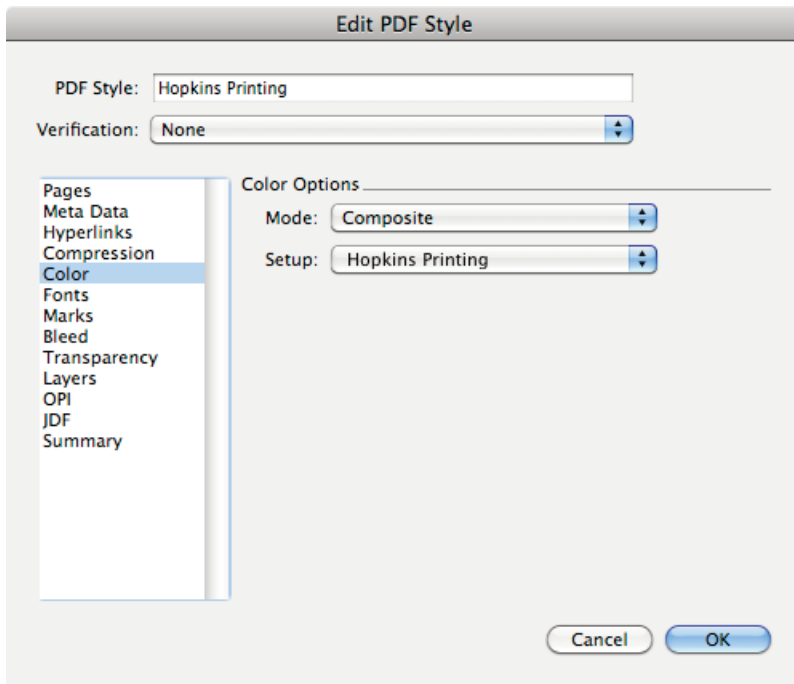 Edit PDF Style
PDF Style: Hopkins Printing
Verification: None
Pages
Meta Data
Hyperlinks
Compression
Color
Fonts
Marks
Bleed
Transparency
Layers
OPI
JDF
Summary
Color Options
Mode: Composite
Setup: Hopkins Printing
Cancel OK